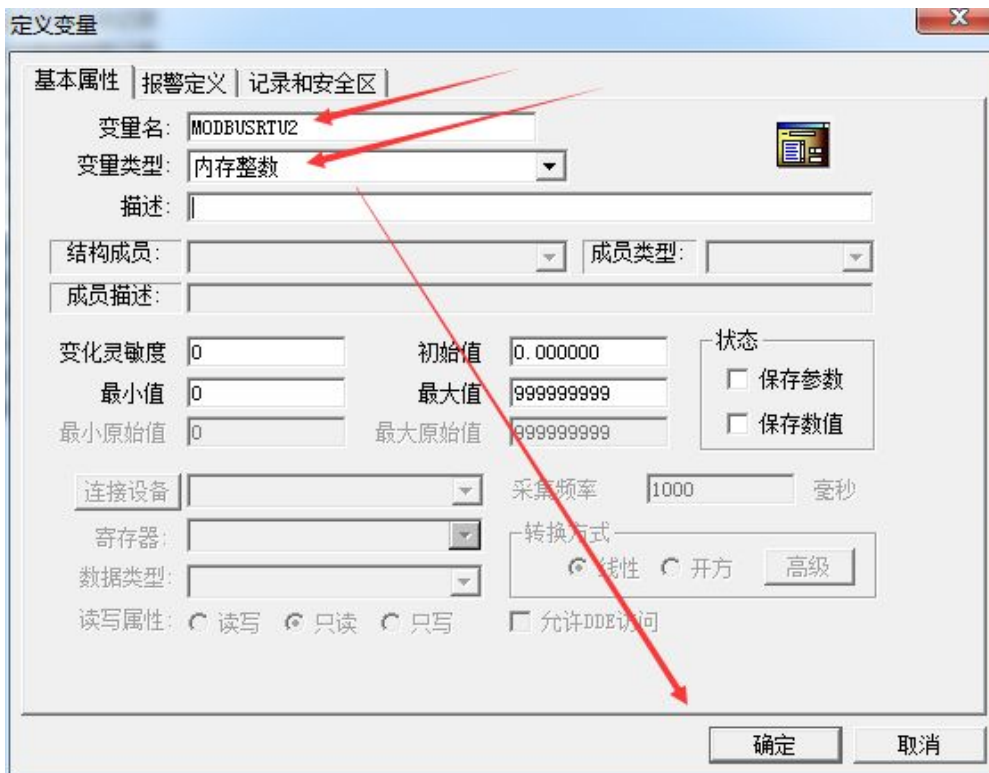 定义变量
基本属性 报警定义 记录和安全区
变量名: MODBUSRTU2
变量类型: 内存整数
描述:
结构成员: 成员类型:
成员描述:
变化灵敏度 0 初始值 0.000000 状态
最小值 0 最大值 999999999 保存参数
最小原始值 0 最大原始值 999999999 保存数值
连接设备 采集频率 1000 毫秒
寄存器: 转换方式
线性 开方 高级
数据类型:
读写属性: 读写 只读 只写 允许DDE访问
确定 取消